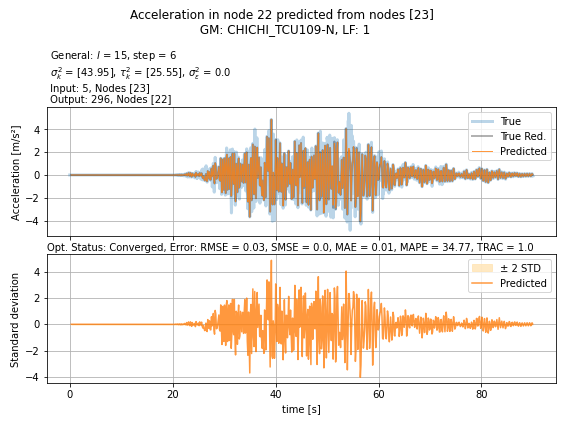 Acceleration in node 22 predicted from nodes [23]
GM: CHICHI_TCU109-N, LF: 1
General: l = 15, step = 6
σ²ₖ = [43.95], τ²ₖ = [25.55], σ²ε = 0.0
Input: 5, Nodes [23]
Output: 296, Nodes [22]
True
True Red.
Predicted
Acceleration [m/s²]
4
2
0
−2
−4
Opt. Status: Converged, Error: RMSE = 0.03, SMSE = 0.0, MAE = 0.01, MAPE = 34.77, TRAC = 1.0
± 2 STD
Predicted
Standard deviation
4
2
0
−2
−4
0 20 40 60 80
time [s]